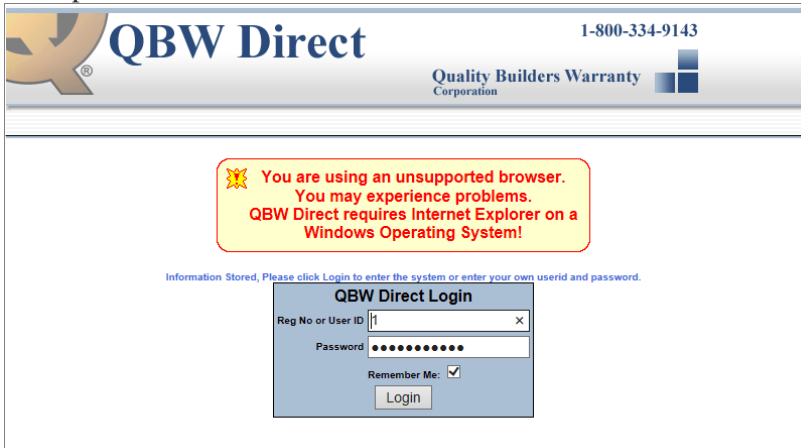 QBW Direct
1-800-334-9143
Quality Builders Warranty
Corporation
®
You are using an unsupported browser.
You may experience problems.
QBW Direct requires Internet Explorer on a
Windows Operating System!
Information Stored, Please click Login to enter the system or enter your own userid and password.
QBW Direct Login
Reg No or User ID 1 ×
Password ●●●●●●●●●●●
Remember Me:
Login